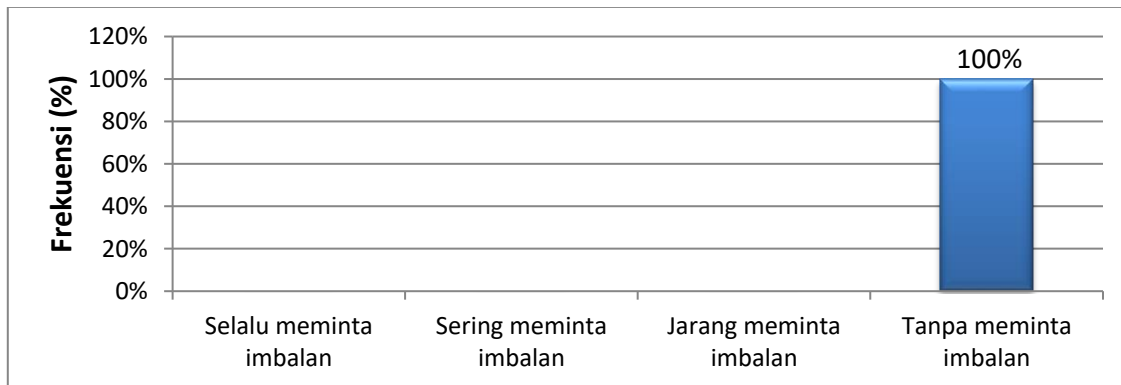 120%
100%
100%
80%
60%
40%
20%
0%
Frekuensi (%)
Selalu meminta
imbalan
Sering meminta
imbalan
Jarang meminta
imbalan
Tanpa meminta
imbalan